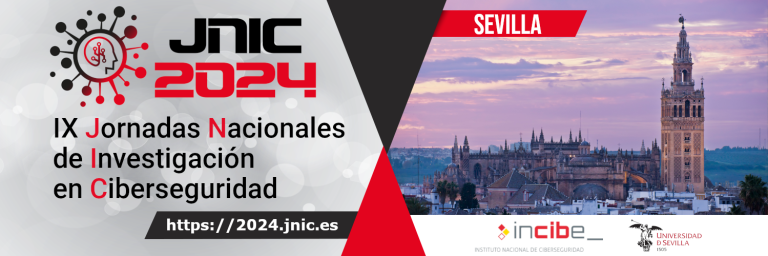 JNIC
2024
IX Jornadas Nacionales
de Investigación
en Ciberseguridad
https://2024.jnic.es
SEVILLA
incibe_
INSTITUTO NACIONAL DE CIBERSEGURIDAD
UNIVERSIDAD
D SEVILLA
1505